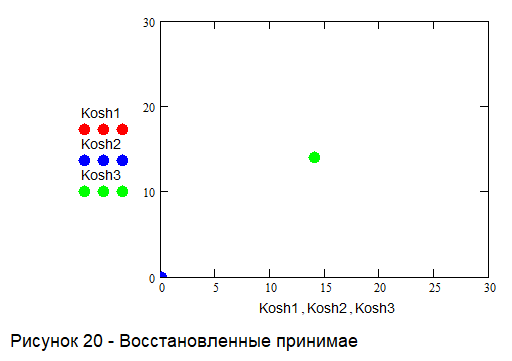 30
Kosh1
20
Kosh2
Kosh3
10
0
0 5 10 15 20 25 30
Kosh1 , Kosh2 , Kosh3
Рисунок 20 - Восстановленные принимае